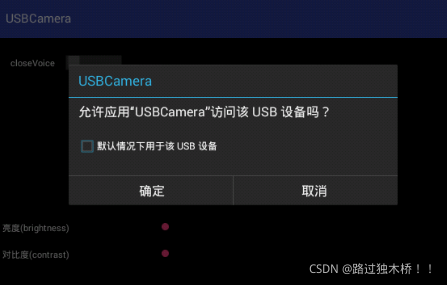 USBCamera
closeVoice
USBCamera
允许应用“USBCamera”访问该 USB 设备吗？
默认情况下用于该 USB 设备
确定
取消
亮度(brightness)
对比度(contrast)
CSDN @路过独木桥！！